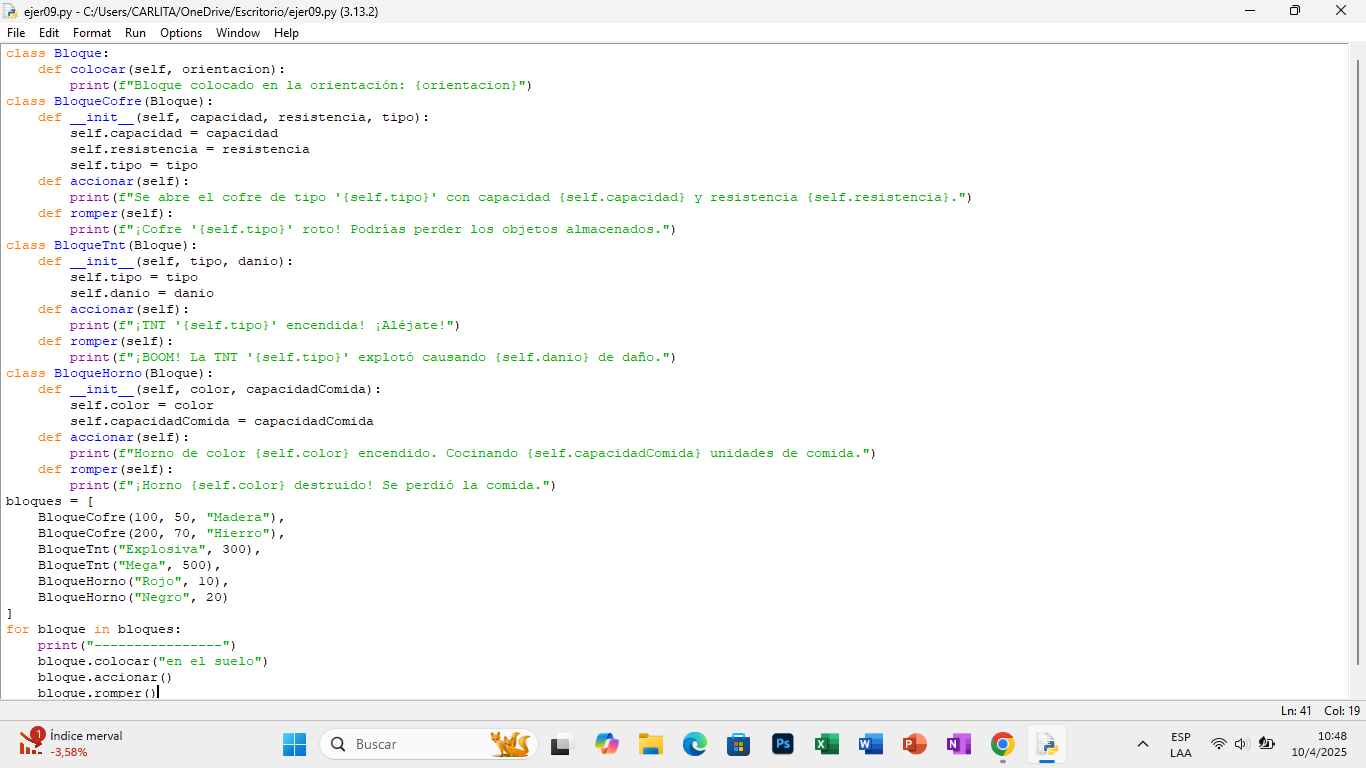 ejer09.py - C:/Users/CARLITA/OneDrive/Escritorio/ejer09.py (3.13.2)
File Edit Format Run Options Window Help
class Bloque:
    def colocar(self, orientacion):
        print(f"Bloque colocado en la orientación: {orientacion}")
class BloqueCofre(Bloque):
    def __init__(self, capacidad, resistencia, tipo):
        self.capacidad = capacidad
        self.resistencia = resistencia
        self.tipo = tipo
    def accionar(self):
        print(f"Se abre el cofre de tipo '{self.tipo}' con capacidad {self.capacidad} y resistencia {self.resistencia}.")
    def romper(self):
        print(f"¡Cofre '{self.tipo}' roto! Podrías perder los objetos almacenados.")
class BloqueTnt(Bloque):
    def __init__(self, tipo, danio):
        self.tipo = tipo
        self.danio = danio
    def accionar(self):
        print(f"¡TNT '{self.tipo}' encendida! ¡Aléjate!")
    def romper(self):
        print(f"¡BOOM! La TNT '{self.tipo}' explotó causando {self.danio} de daño.")
class BloqueHorno(Bloque):
    def __init__(self, color, capacidadComida):
        self.color = color
        self.capacidadComida = capacidadComida
    def accionar(self):
        print(f"Horno de color {self.color} encendido. Cocinando {self.capacidadComida} unidades de comida.")
    def romper(self):
        print(f"¡Horno {self.color} destruido! Se perdió la comida.")
bloques = [
    BloqueCofre(100, 50, "Madera"),
    BloqueCofre(200, 70, "Hierro"),
    BloqueTnt("Explosiva", 300),
    BloqueTnt("Mega", 500),
    BloqueHorno("Rojo", 10),
    BloqueHorno("Negro", 20)
]
for bloque in bloques:
    print("----------------")
    bloque.colocar("en el suelo")
    bloque.accionar()
    bloque.romper()
Ln: 41 Col: 19
1
Índice merval
-3,58%
Buscar
Ps
ESP
LAA
10:48
10/4/2025